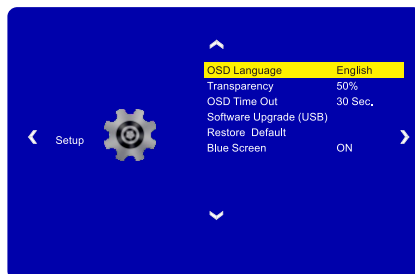 Setup
OSD Language English
Transparency 50%
OSD Time Out 30 Sec.
Software Upgrade (USB)
Restore Default
Blue Screen ON